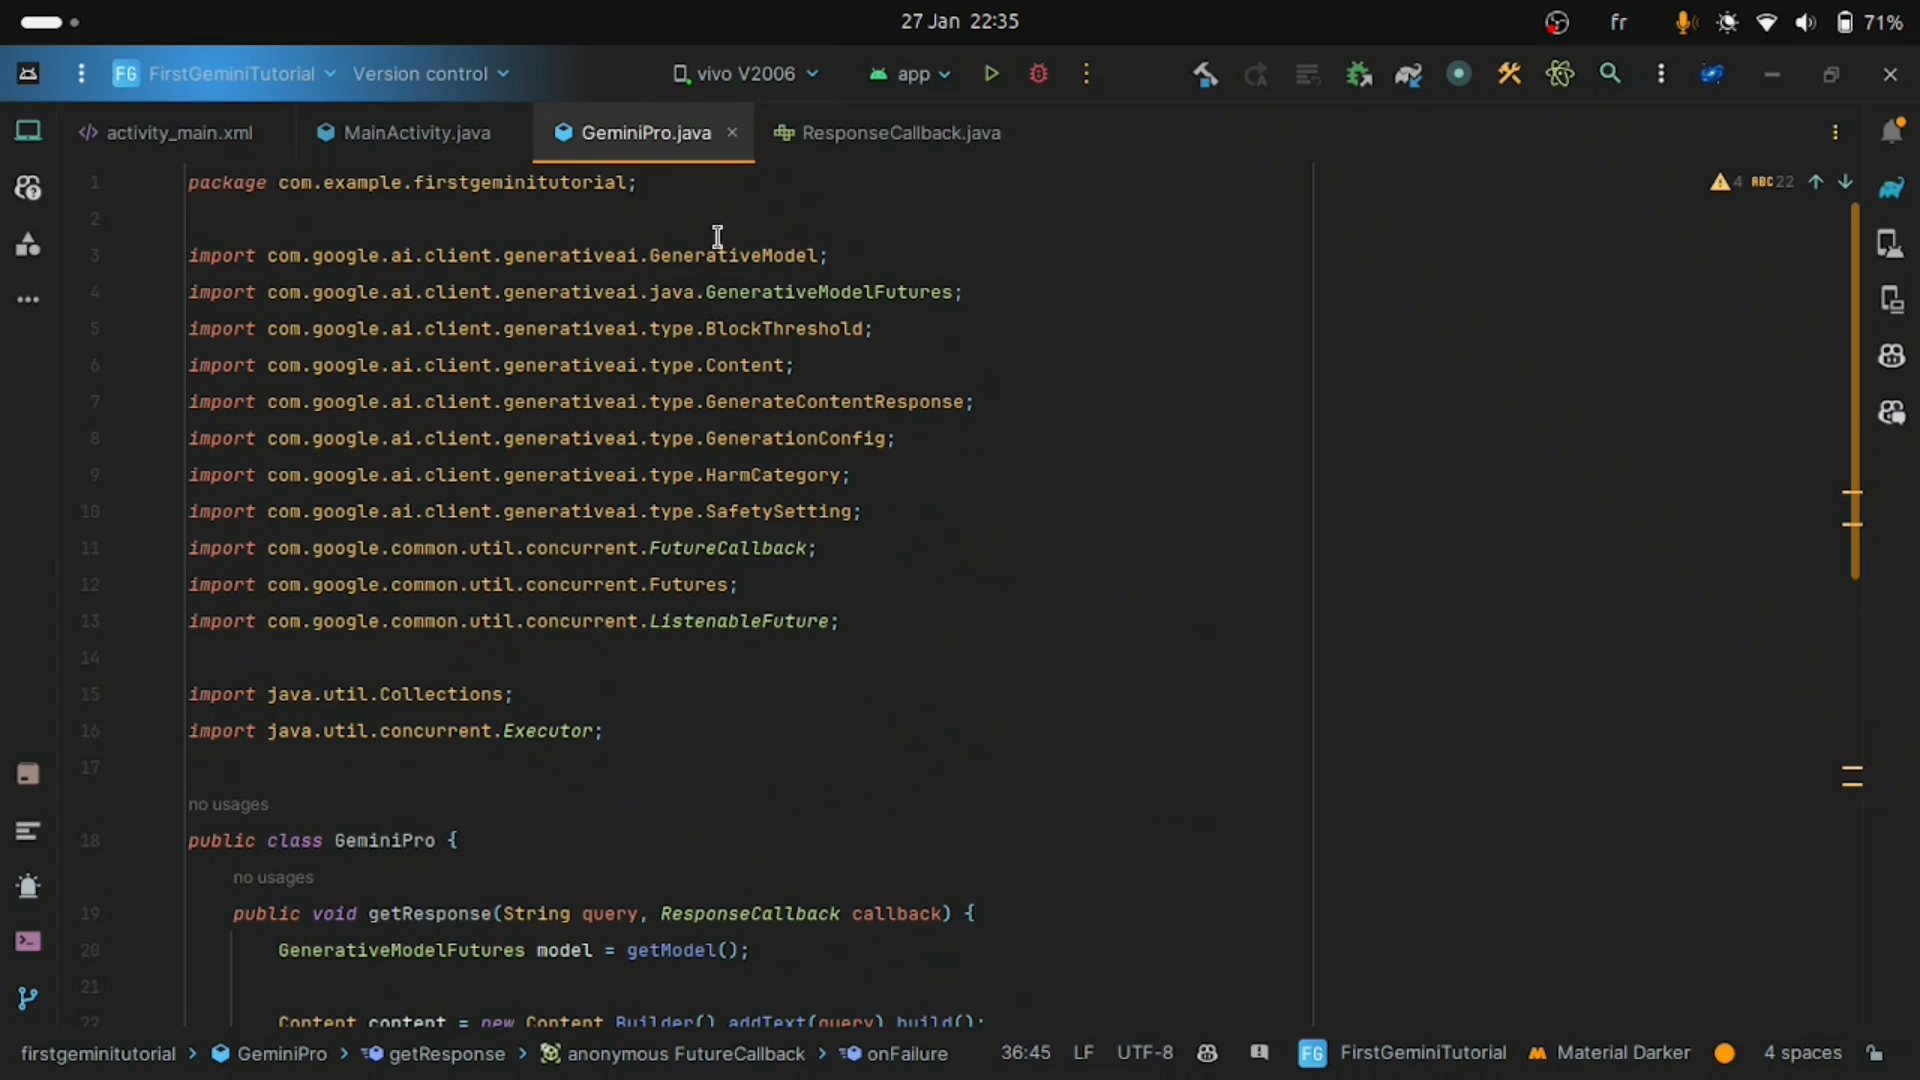 27 Jan 22:35
fr
71%
FG FirstGeminiTutorial
Version control
vivo V2006
app
activity_main.xml
MainActivity.java
GeminiPro.java
ResponseCallback.java
4 ABC 22
1 package com.example.firstgeminitutorial;
2
3 import com.google.ai.client.generativeai.GenerativeModel;
4 import com.google.ai.client.generativeai.java.GenerativeModelFutures;
5 import com.google.ai.client.generativeai.type.BlockThreshold;
6 import com.google.ai.client.generativeai.type.Content;
7 import com.google.ai.client.generativeai.type.GenerateContentResponse;
8 import com.google.ai.client.generativeai.type.GenerationConfig;
9 import com.google.ai.client.generativeai.type.HarmCategory;
10 import com.google.ai.client.generativeai.type.SafetySetting;
11 import com.google.common.util.concurrent.FutureCallback;
12 import com.google.common.util.concurrent.Futures;
13 import com.google.common.util.concurrent.ListenableFuture;
14
15 import java.util.Collections;
16 import java.util.concurrent.Executor;
17
no usages
18 public class GeminiPro {
no usages
19 public void getResponse(String query, ResponseCallback callback) {
20 GenerativeModelFutures model = getModel();
21
22 Content content = new Content.Builder().addText(query).build();
firstgeminitutorial > GeminiPro > getResponse > anonymous FutureCallback > onFailure
36:45
LF
UTF-8
FG FirstGeminiTutorial
Material Darker
4 spaces